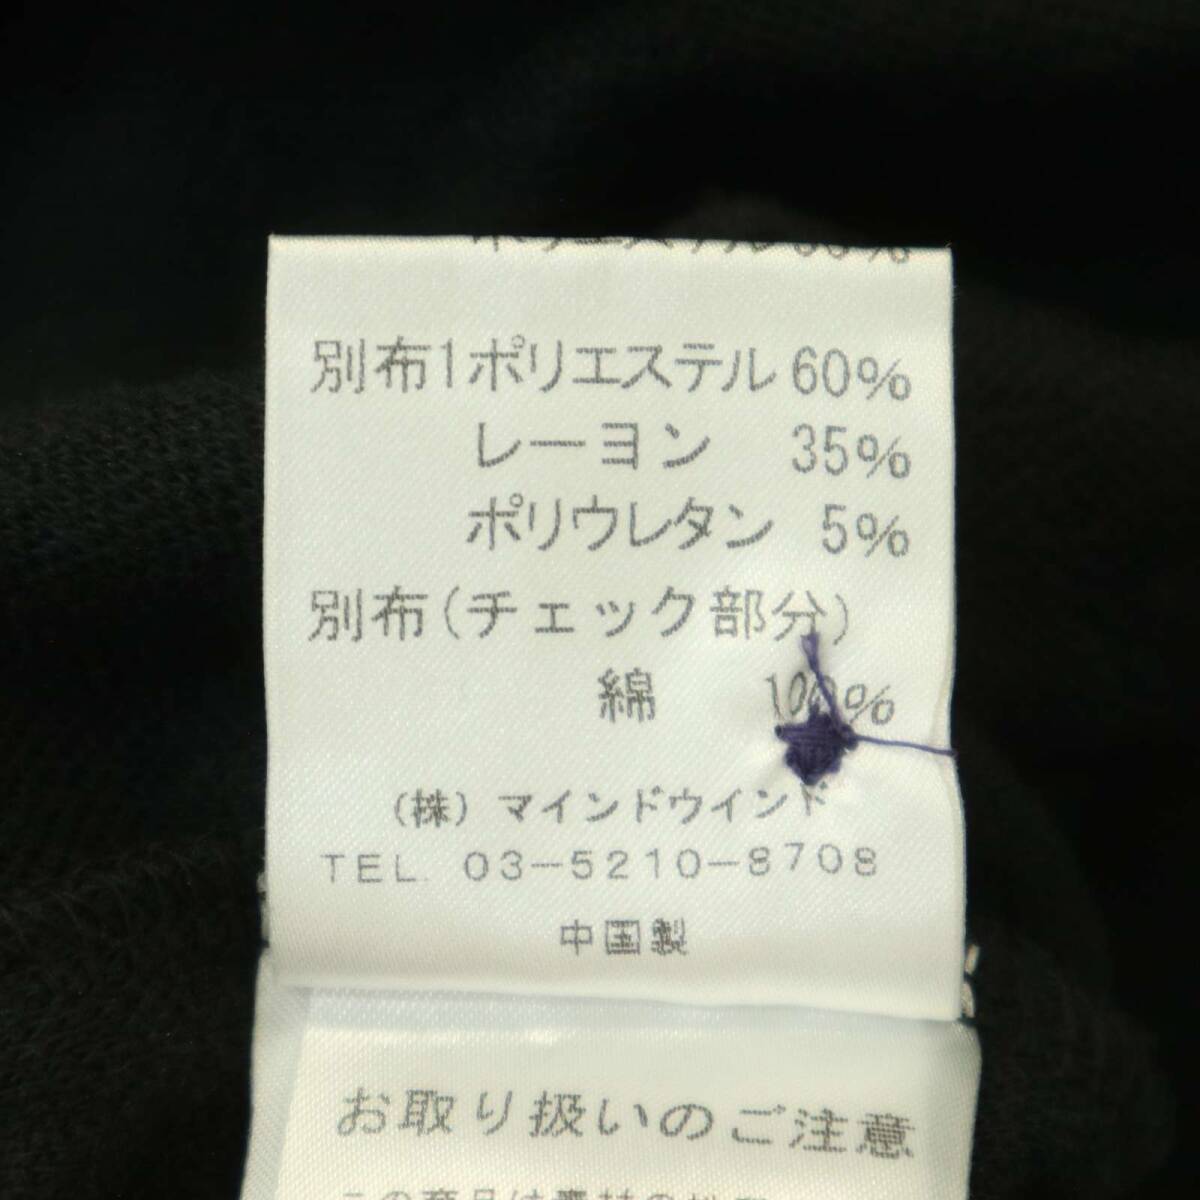 別布1ポリエステル 60%
レーヨン 35%
ポリウレタン 5%
別布(チェック部分)
綿 100%
(株) マインドウインド
TEL. 03-5210-8708
中国製
お取り扱いのご注意